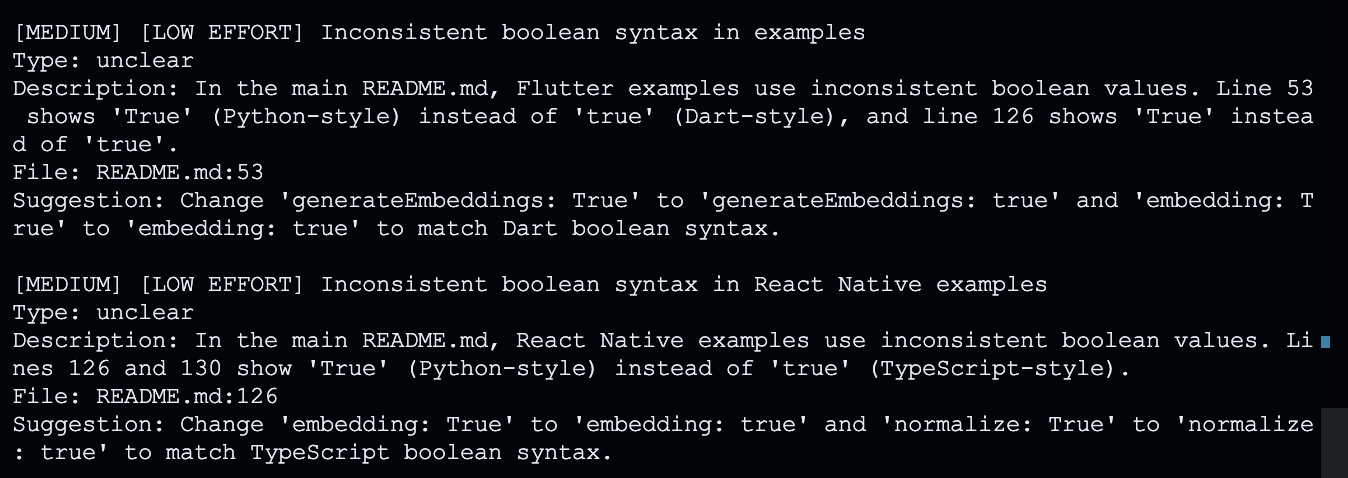 [MEDIUM] [LOW EFFORT] Inconsistent boolean syntax in examples
Type: unclear
Description: In the main README.md, Flutter examples use inconsistent boolean values. Line 53
 shows 'True' (Python-style) instead of 'true' (Dart-style), and line 126 shows 'True' instea
d of 'true'.
File: README.md:53
Suggestion: Change 'generateEmbeddings: True' to 'generateEmbeddings: true' and 'embedding: T
rue' to 'embedding: true' to match Dart boolean syntax.
[MEDIUM] [LOW EFFORT] Inconsistent boolean syntax in React Native examples
Type: unclear
Description: In the main README.md, React Native examples use inconsistent boolean values. Li
nes 126 and 130 show 'True' (Python-style) instead of 'true' (TypeScript-style).
File: README.md:126
Suggestion: Change 'embedding: True' to 'embedding: true' and 'normalize: True' to 'normalize
: true' to match TypeScript boolean syntax.